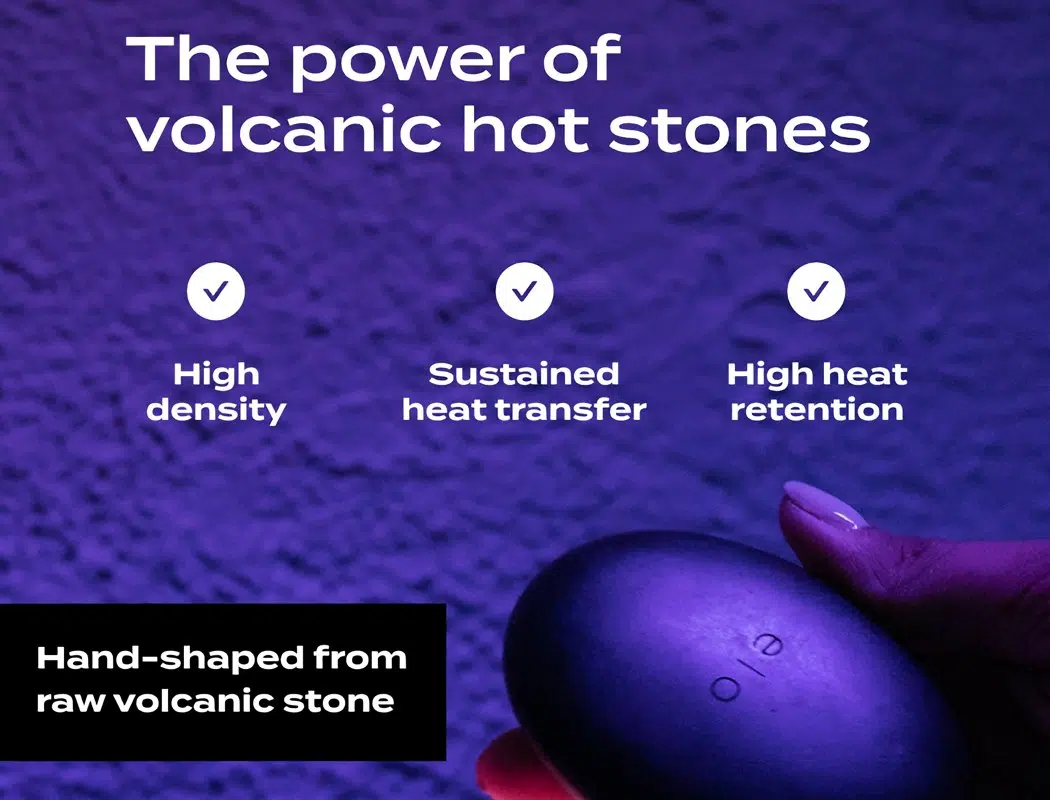 The power of
volcanic hot stones
High
density
Sustained
heat transfer
High heat
retention
Hand-shaped from
raw volcanic stone
ole